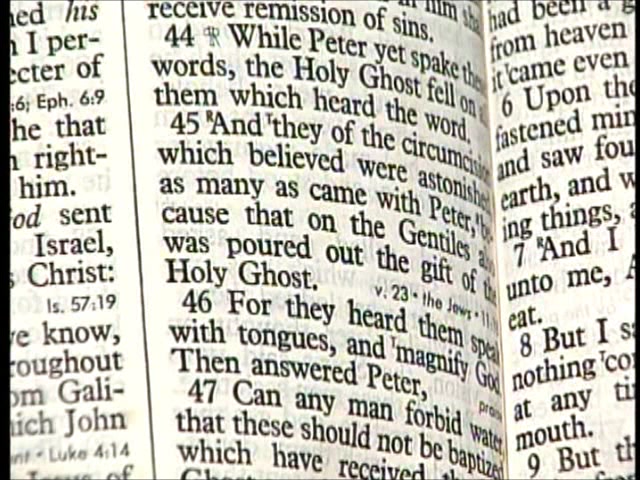 ned his
I per-
ecter of
:6; Eph. 6:9
he that
right-
him.
God sent
Israel,
Christ:
Is. 57:19
ve know,
roughout
om Gali-
ich John
Luke 4:14
receive remission of sins.
44 While Peter yet spake these
words, the Holy Ghost fell on
them which heard the word.
45 And they of the circumcision
which believed were astonished,
as many as came with Peter,
cause that on the Gentiles
was poured out the gift of the
Holy Ghost.
v. 23 • the Jews
46 For they heard them speak
with tongues, and magnify God.
Then answered Peter,
praise
47 Can any man forbid water,
that these should not be baptized,
which have received
had been a
from heaven
it came even
6 Upon the
fastened min
and saw fou
earth, and w
ing things,
7 And I
unto me,
eat.
8 But I sa
nothing co
at any ti
mouth.
9 But th